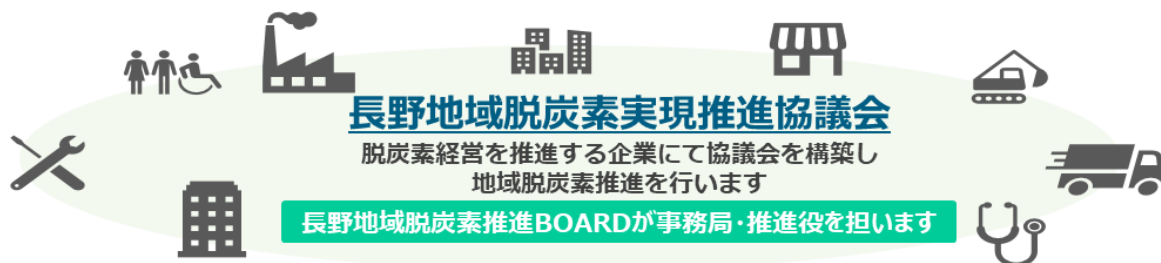 長野地域脱炭素実現推進協議会
脱炭素経営を推進する企業にて協議会を構築し
地域脱炭素推進を行います
長野地域脱炭素推進BOARDが事務局・推進役を担います